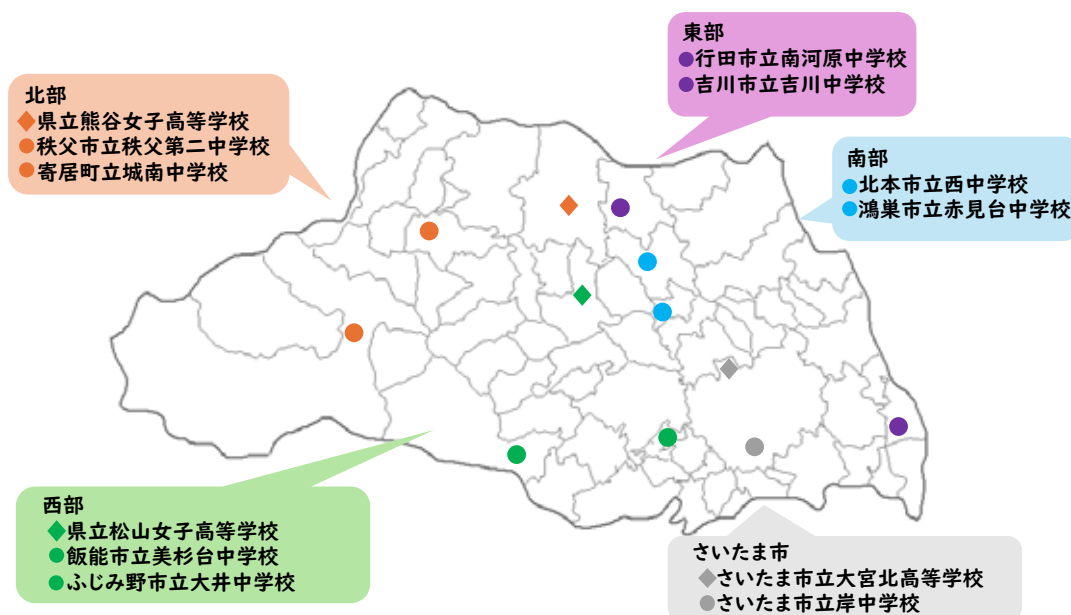 東部
行田市立南河原中学校
吉川市立吉川中学校
北部
県立熊谷女子高等学校
秩父市立秩父第二中学校
寄居町立城南中学校
南部
北本市立西中学校
鴻巣市立赤見台中学校
西部
県立松山女子高等学校
飯能市立美杉台中学校
ふじみ野市立大井中学校
さいたま市
さいたま市立大宮北高等学校
さいたま市立岸中学校